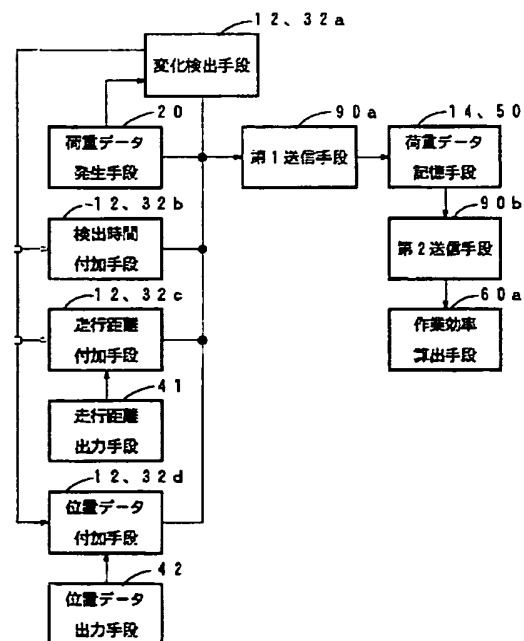 12、32a
変化検出手段
20
荷重データ
発生手段
90a
第1送信手段
14、50
荷重データ
記憶手段
12、32b
検出時間
付加手段
90b
第2送信手段
12、32c
走行距離
付加手段
60a
作業効率
算出手段
41
走行距離
出力手段
12、32d
位置データ
付加手段
42
位置データ
出力手段